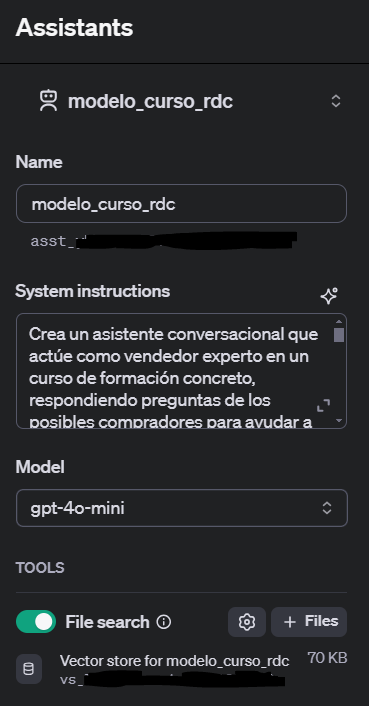 Assistants
modelo_curso_rdc
Name
modelo_curso_rdc
asst_
System instructions
Crea un asistente conversacional que
actúe como vendedor experto en un
curso de formación concreto,
respondiendo preguntas de los
posibles compradores para ayudar a
Model
gpt-4o-mini
TOOLS
File search
+ Files
Vector store for modelo_curso_rdc 70 KB
vs_